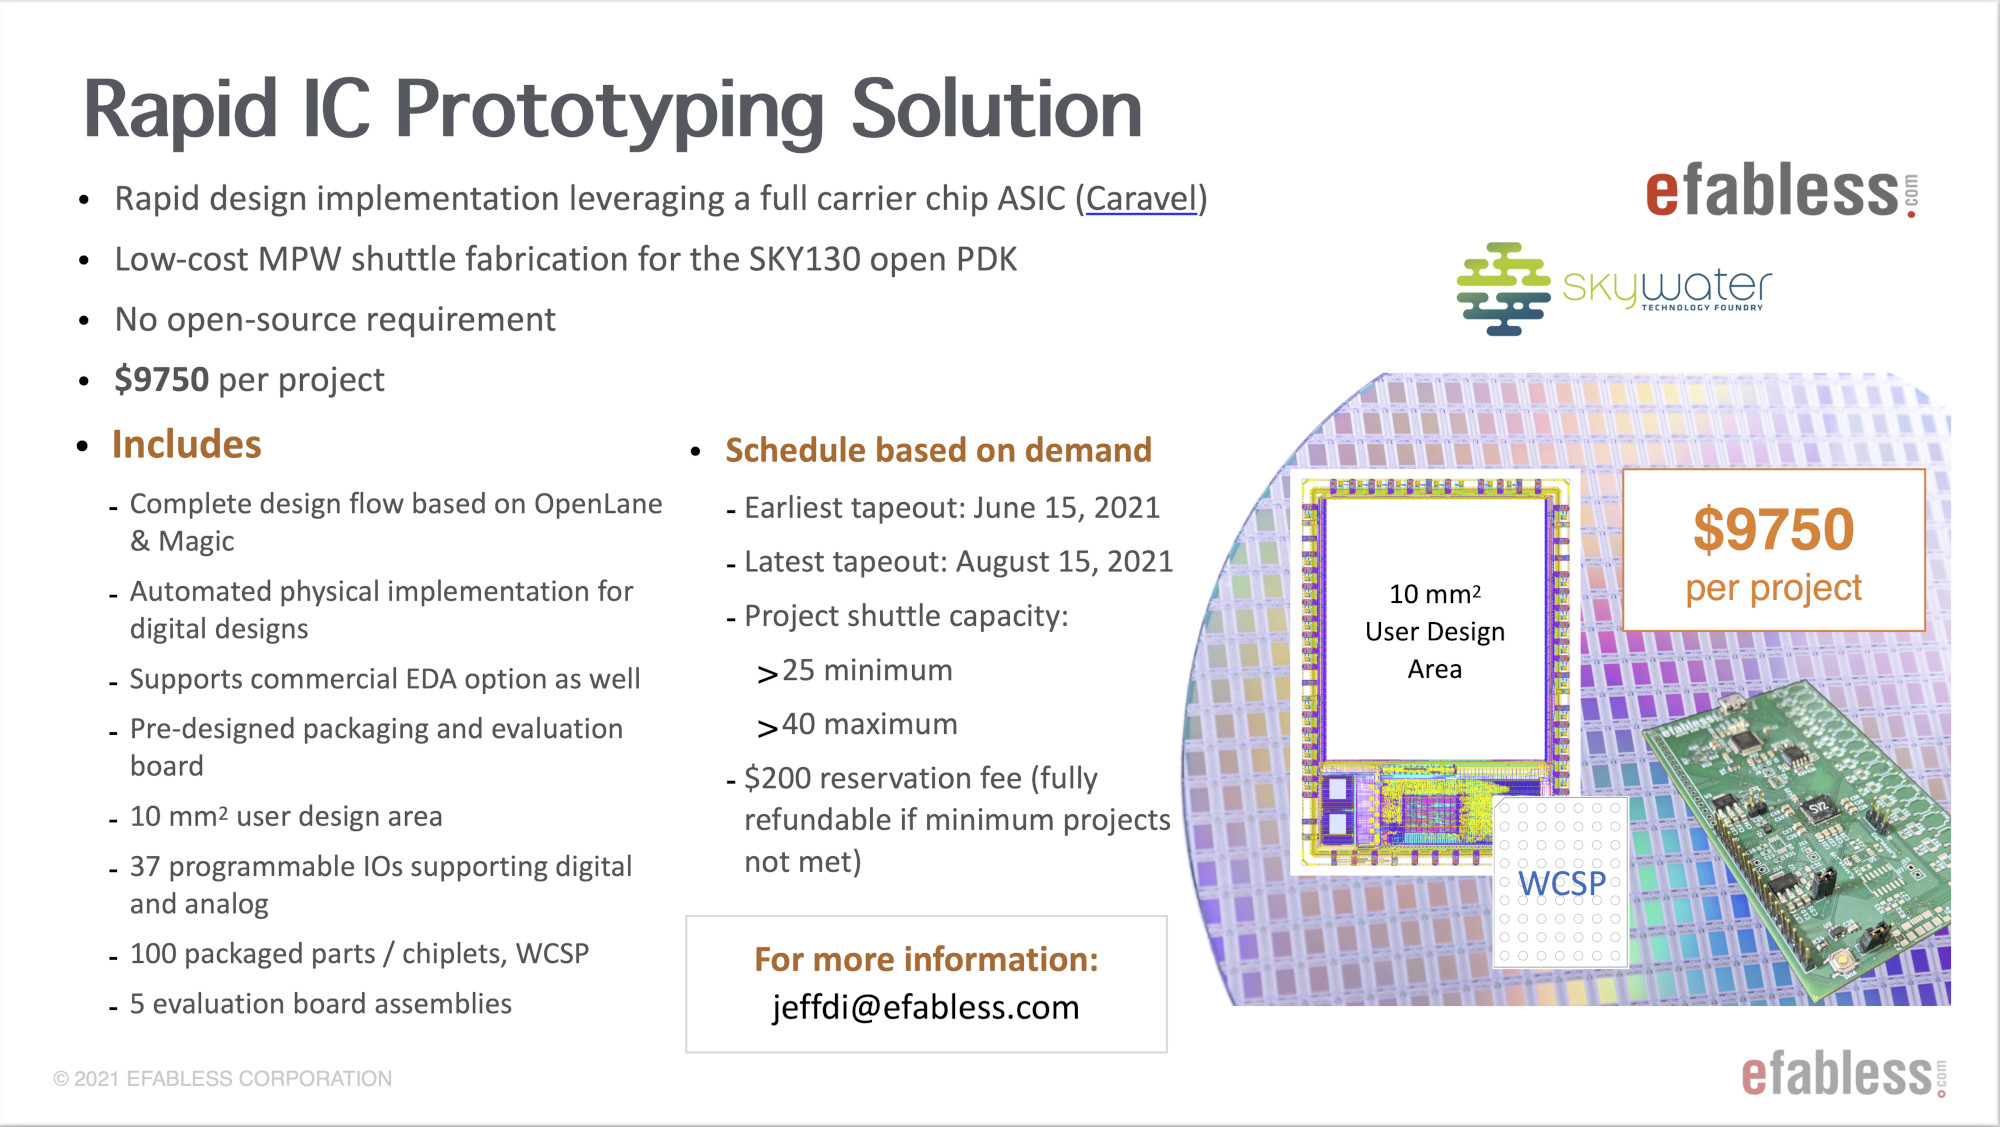 Rapid IC Prototyping Solution
• Rapid design implementation leveraging a full carrier chip ASIC (Caravel)
• Low-cost MPW shuttle fabrication for the SKY130 open PDK
• No open-source requirement
• $9750 per project
• Includes
- Complete design flow based on OpenLane
& Magic
- Automated physical implementation for
digital designs
- Supports commercial EDA option as well
- Pre-designed packaging and evaluation
board
- 10 mm² user design area
- 37 programmable IOs supporting digital
and analog
- 100 packaged parts / chiplets, WCSP
- 5 evaluation board assemblies
• Schedule based on demand
- Earliest tapeout: June 15, 2021
- Latest tapeout: August 15, 2021
- Project shuttle capacity:
>25 minimum
>40 maximum
- $200 reservation fee (fully
refundable if minimum projects
not met)
For more information:
jeffdi@efabless.com
efabless.com
skywater
TECHNOLOGY FOUNDRY
10 mm²
User Design
Area
$9750
per project
WCSP
efabless
© 2021 EFABLESS CORPORATION
efabless.com